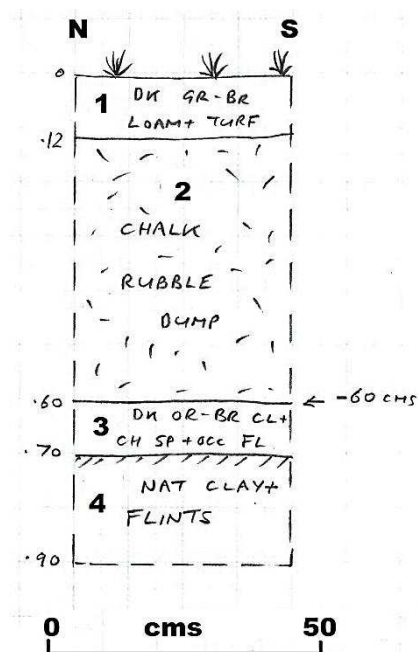 N S
0
1 DK GR-BR
LOAM+ TURF
.12
2
CHALK
RUBBLE
DUMP
.60 ← -60 CMS
DK OR-BR CL+
3 CH SP + OCC FL
.70
NAT CLAY+
4 FLINTS
.90
0 cms 50